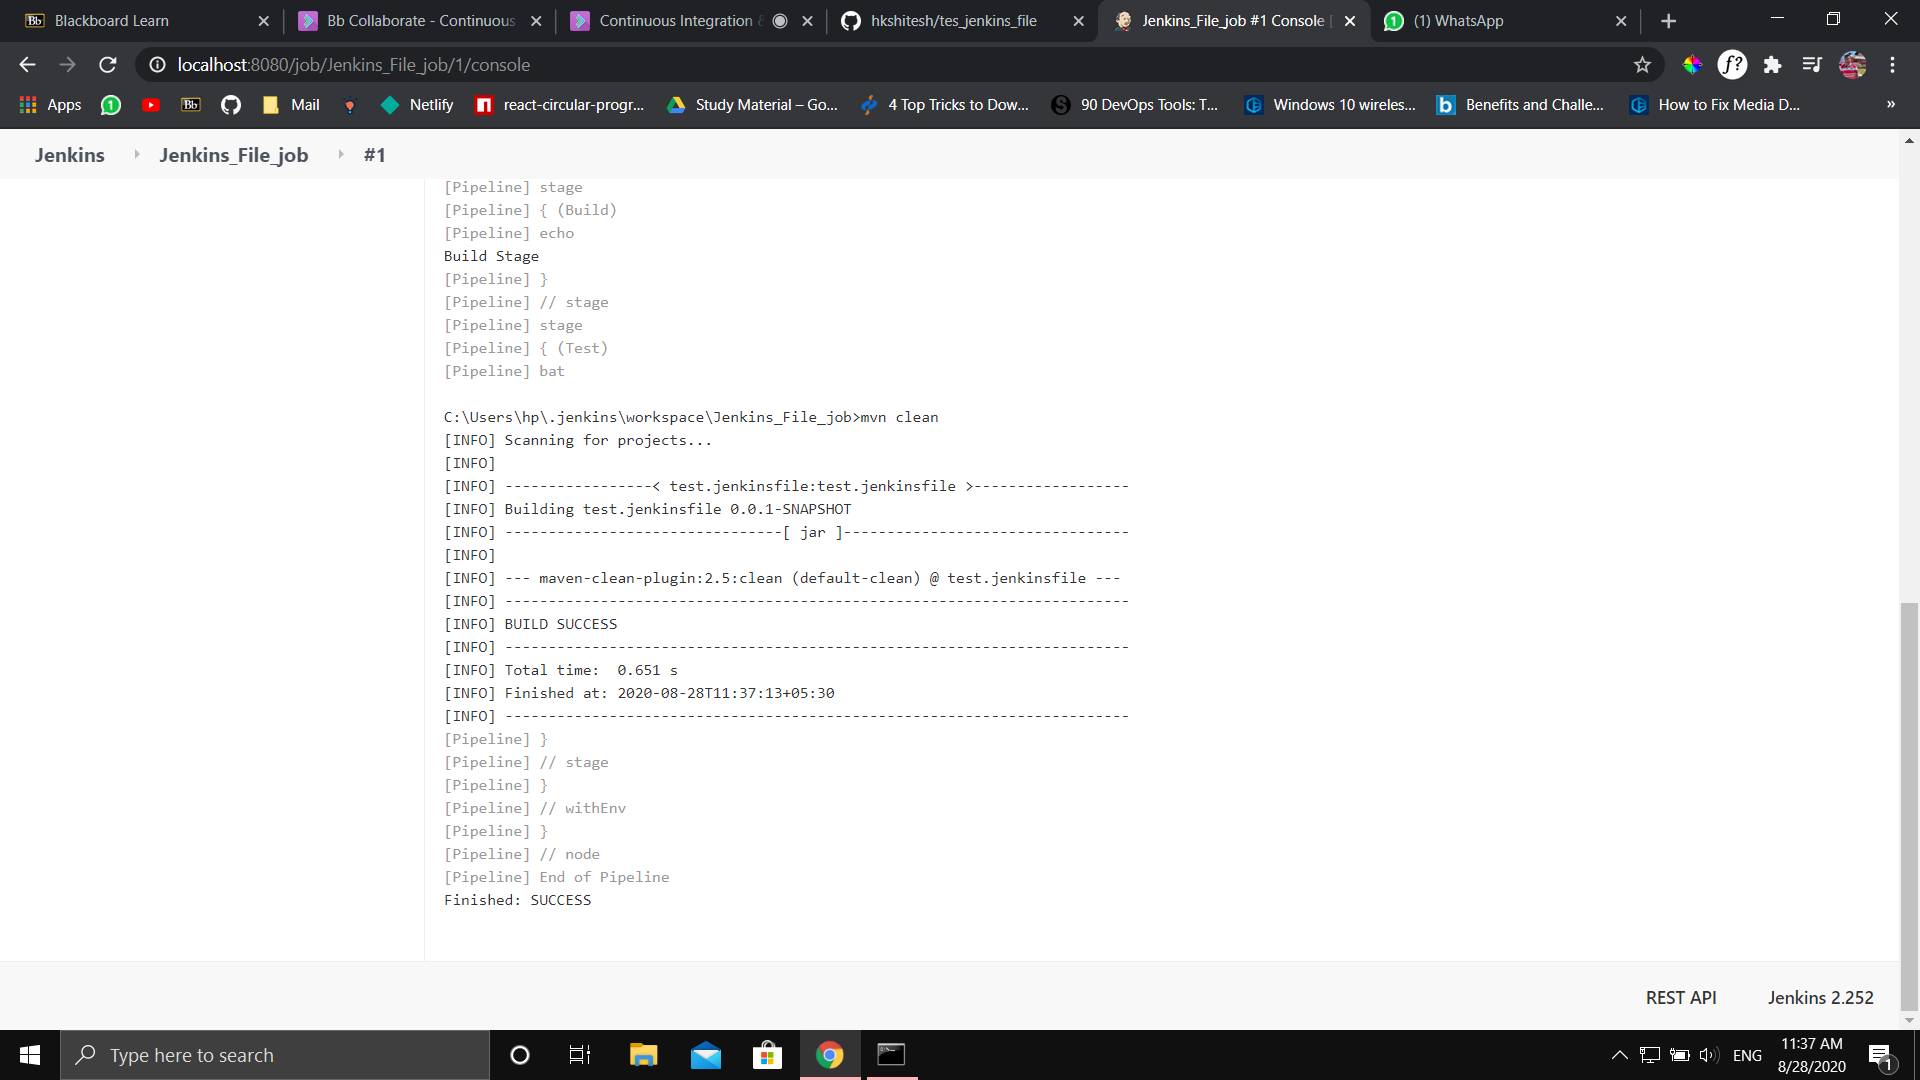 Blackboard Learn
Bb Collaborate - Continuous
Continuous Integration &
hkshitesh/tes_jenkins_file
Jenkins_File_job #1 Console [
(1) WhatsApp
localhost:8080/job/Jenkins_File_job/1/console
f?
Apps
Bb
Mail
Netlify
react-circular-progr...
Study Material – Go...
4 Top Tricks to Dow...
90 DevOps Tools: T...
Windows 10 wireles...
Benefits and Challe...
How to Fix Media D...
»
Jenkins
Jenkins_File_job
#1
[Pipeline] stage
[Pipeline] { (Build)
[Pipeline] echo
Build Stage
[Pipeline] }
[Pipeline] // stage
[Pipeline] stage
[Pipeline] { (Test)
[Pipeline] bat
C:\Users\hp\.jenkins\workspace\Jenkins_File_job>mvn clean
[INFO] Scanning for projects...
[INFO]
[INFO] -----------------< test.jenkinsfile:test.jenkinsfile >------------------
[INFO] Building test.jenkinsfile 0.0.1-SNAPSHOT
[INFO] --------------------------------[ jar ]---------------------------------
[INFO]
[INFO] --- maven-clean-plugin:2.5:clean (default-clean) @ test.jenkinsfile ---
[INFO] ------------------------------------------------------------------------
[INFO] BUILD SUCCESS
[INFO] ------------------------------------------------------------------------
[INFO] Total time:  0.651 s
[INFO] Finished at: 2020-08-28T11:37:13+05:30
[INFO] ------------------------------------------------------------------------
[Pipeline] }
[Pipeline] // stage
[Pipeline] }
[Pipeline] // withEnv
[Pipeline] }
[Pipeline] // node
[Pipeline] End of Pipeline
Finished: SUCCESS
REST API
Jenkins 2.252
Type here to search
ENG
11:37 AM
8/28/2020
1